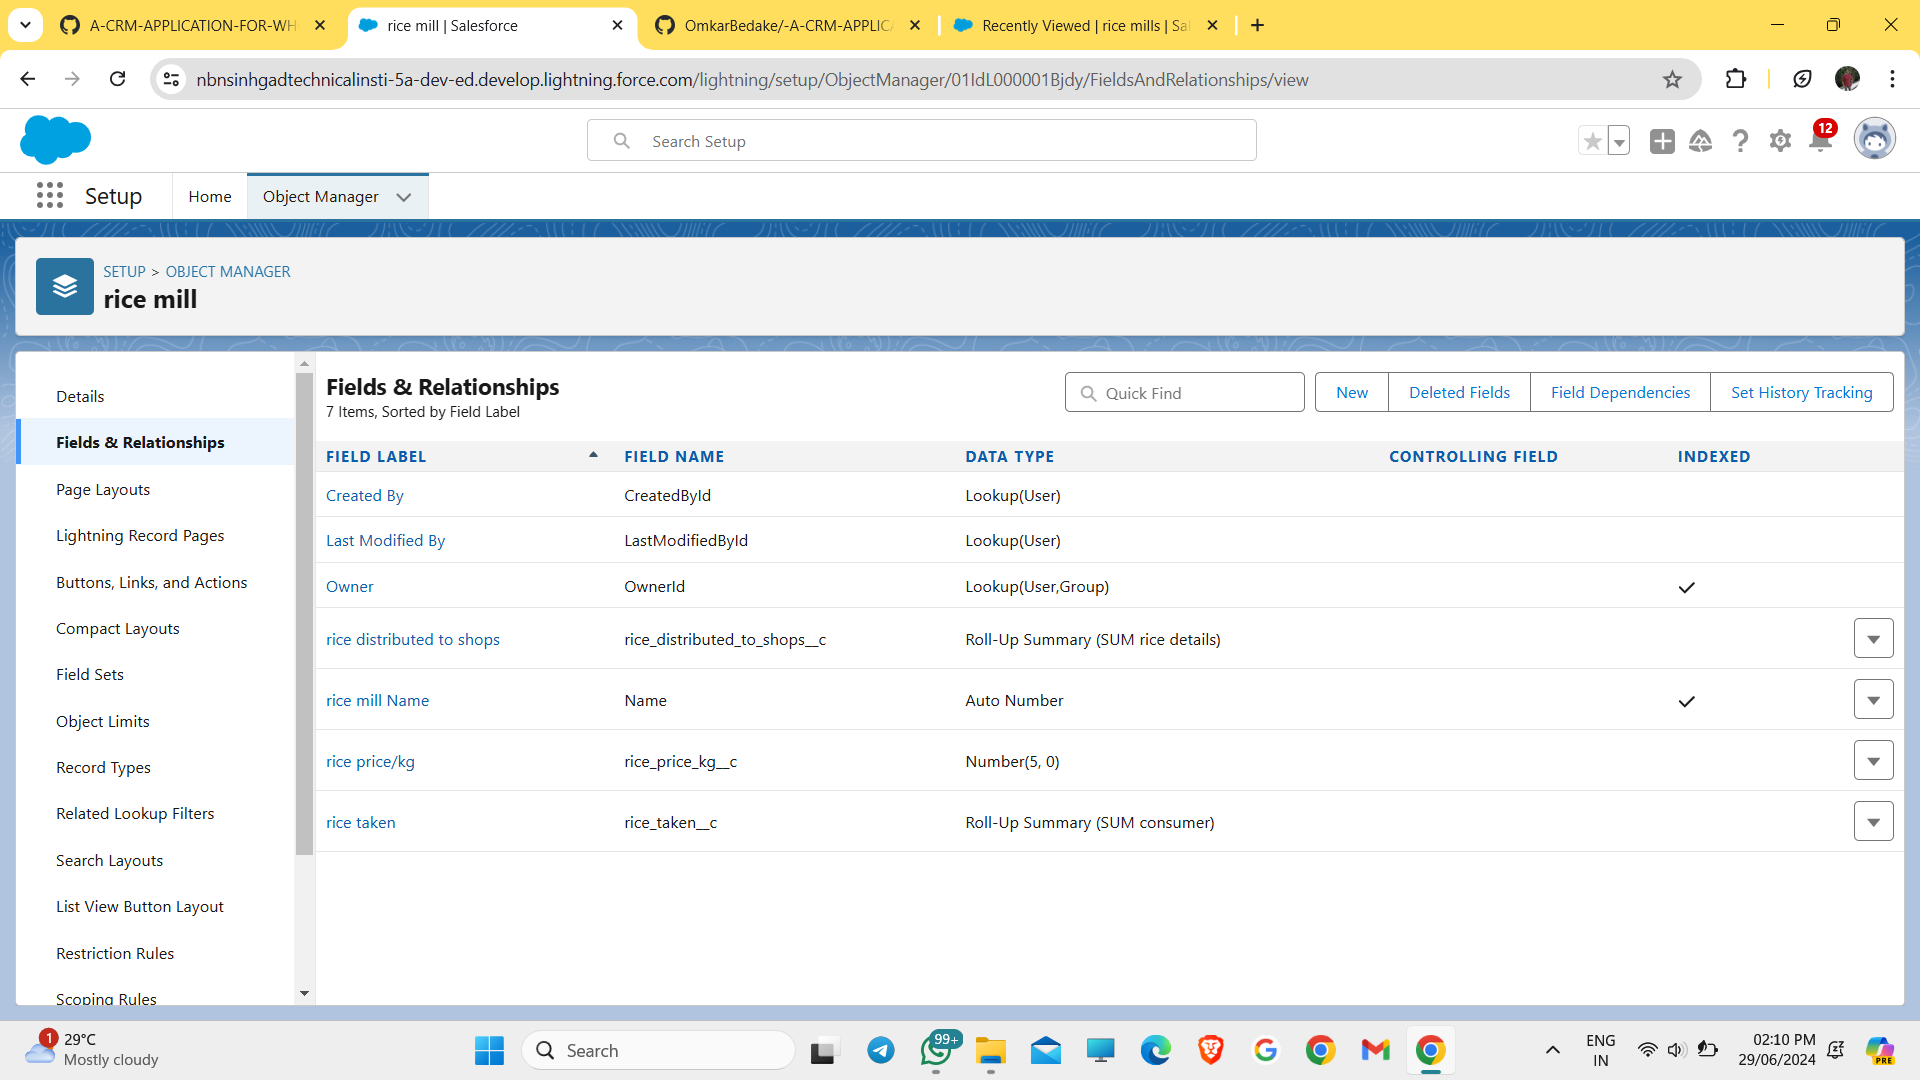 A-CRM-APPLICATION-FOR-WH
rice mill | Salesforce
OmkarBedake/-A-CRM-APPLIC
Recently Viewed | rice mills | Sa
nbnsinhgadtechnicalinsti-5a-dev-ed.develop.lightning.force.com/lightning/setup/ObjectManager/01IdL000001Bjdy/FieldsAndRelationships/view
Search Setup
12
Setup
Home
Object Manager
SETUP > OBJECT MANAGER
rice mill
Details
Fields & Relationships
Page Layouts
Lightning Record Pages
Buttons, Links, and Actions
Compact Layouts
Field Sets
Object Limits
Record Types
Related Lookup Filters
Search Layouts
List View Button Layout
Restriction Rules
Scoping Rules
Fields & Relationships
7 Items, Sorted by Field Label
Quick Find
New
Deleted Fields
Field Dependencies
Set History Tracking
FIELD LABEL FIELD NAME DATA TYPE CONTROLLING FIELD INDEXED
Created By CreatedById Lookup(User)
Last Modified By LastModifiedById Lookup(User)
Owner OwnerId Lookup(User,Group)
rice distributed to shops rice_distributed_to_shops__c Roll-Up Summary (SUM rice details)
rice mill Name Name Auto Number
rice price/kg rice_price_kg__c Number(5, 0)
rice taken rice_taken__c Roll-Up Summary (SUM consumer)
1
29°C
Mostly cloudy
Search
99+
ENG
IN
02:10 PM
29/06/2024
PRE